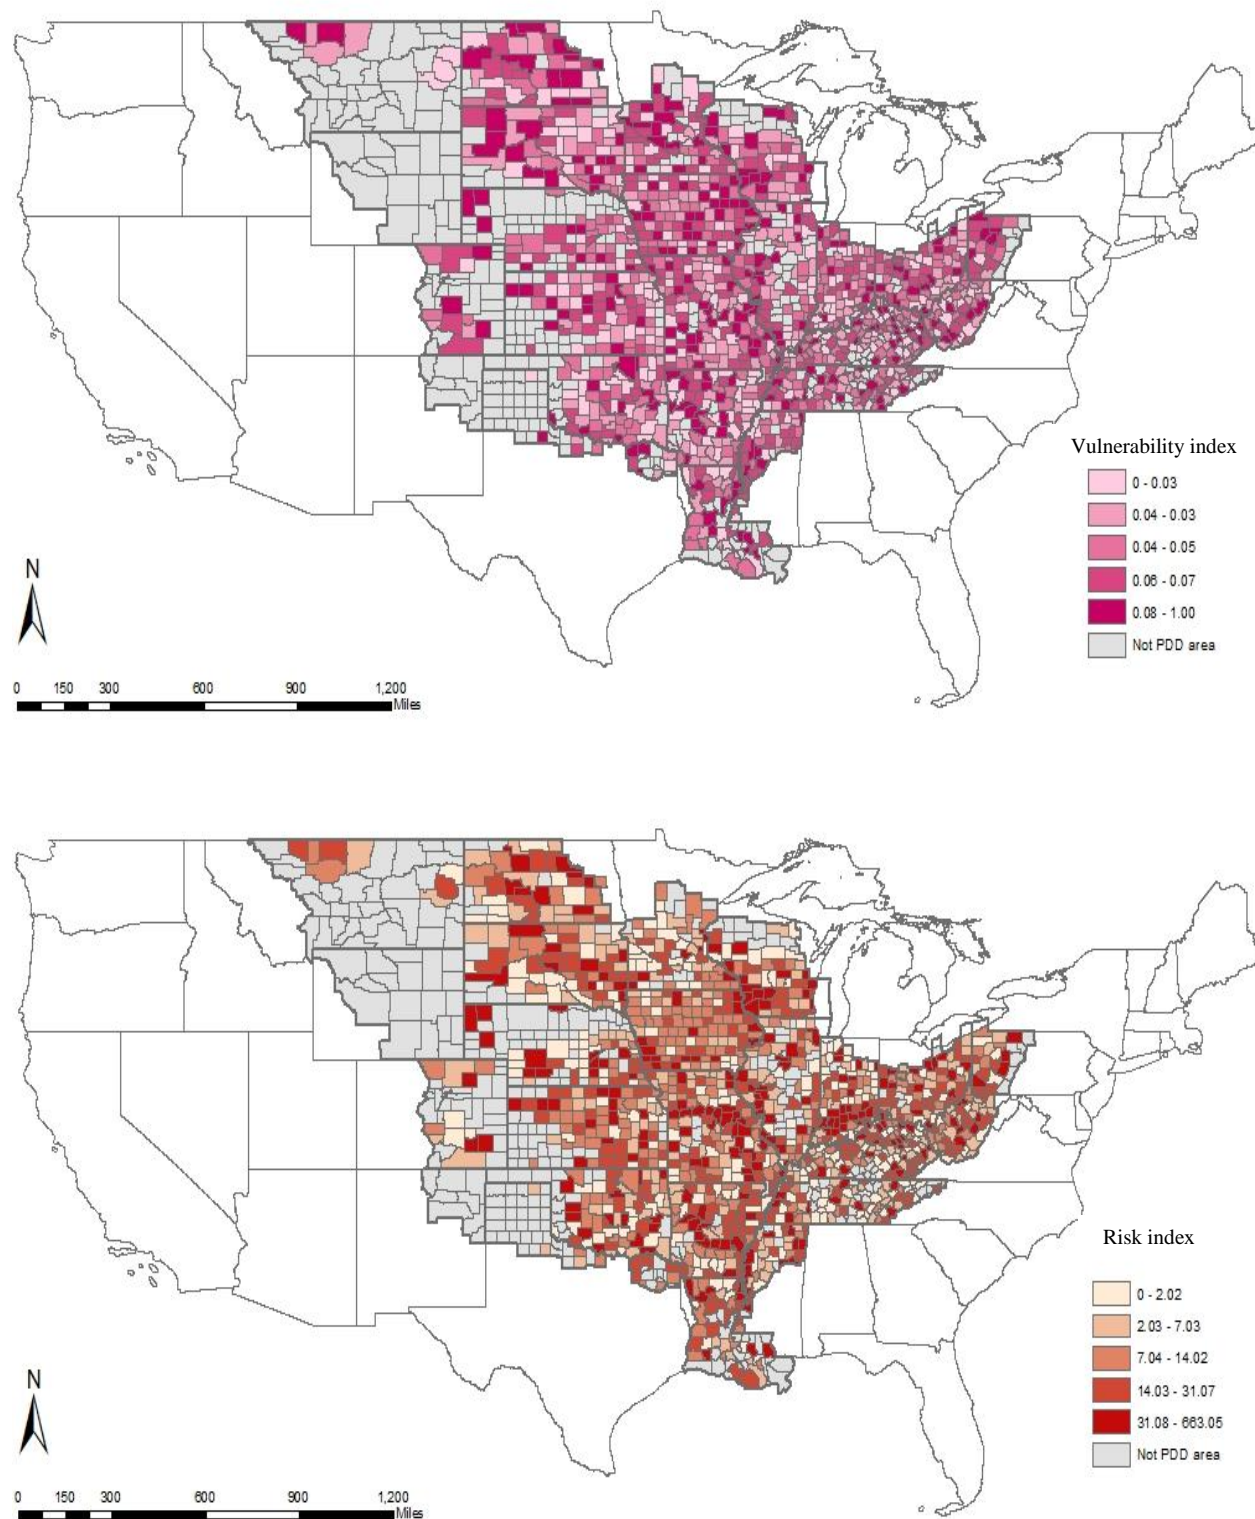 Vulnerability index
0 - 0.03
0.04 - 0.03
0.04 - 0.05
0.06 - 0.07
0.08 - 1.00
Not PDD area
N
0 150 300 600 900 1,200
Miles
Risk index
0 - 2.02
2.03 - 7.03
7.04 - 14.02
14.03 - 31.07
31.08 - 663.05
Not PDD area
N
0 150 300 600 900 1,200
Miles